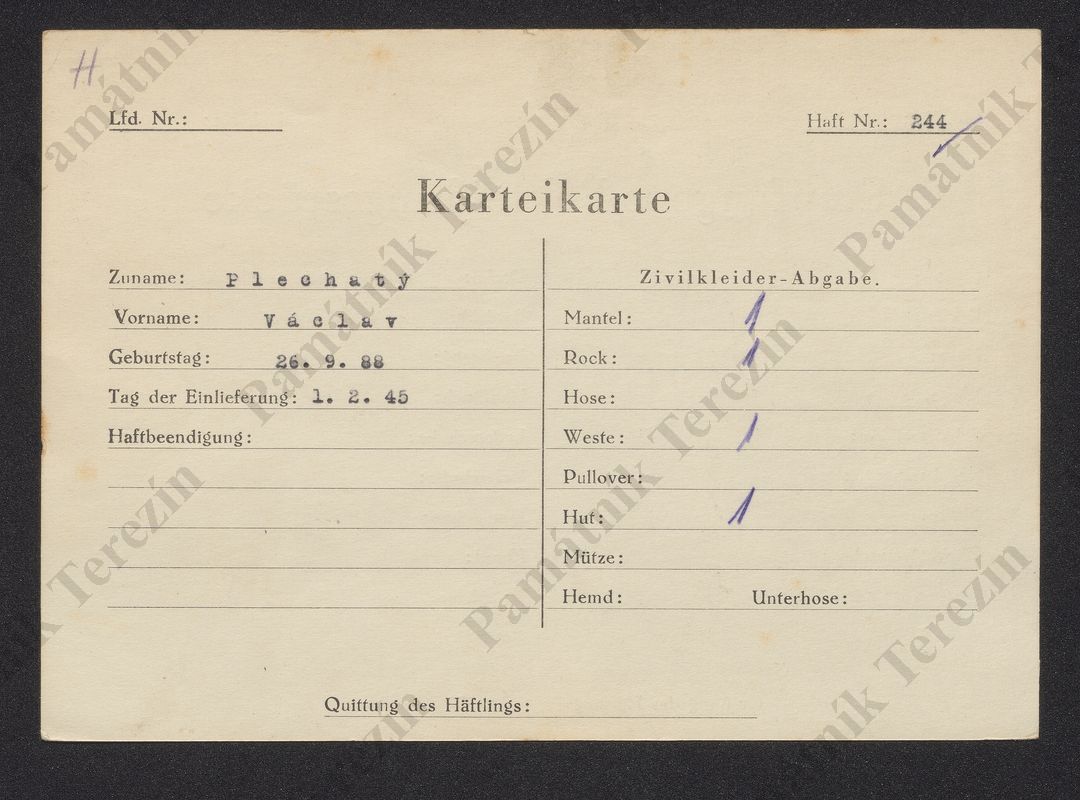 H
Lfd. Nr.:
Haft Nr.: 244
Karteikarte
Zuname: Plechatý
Vorname: Václav
Geburtstag: 26. 9. 88
Tag der Einlieferung: 1. 2. 45
Haftbeendigung:
Zivilkleider-Abgabe.
Mantel: 1
Rock: 1
Hose:
Weste: 1
Pullover:
Hut: 1
Mütze:
Hemd: Unterhose:
Quittung des Häftlings:
Památník Terezín